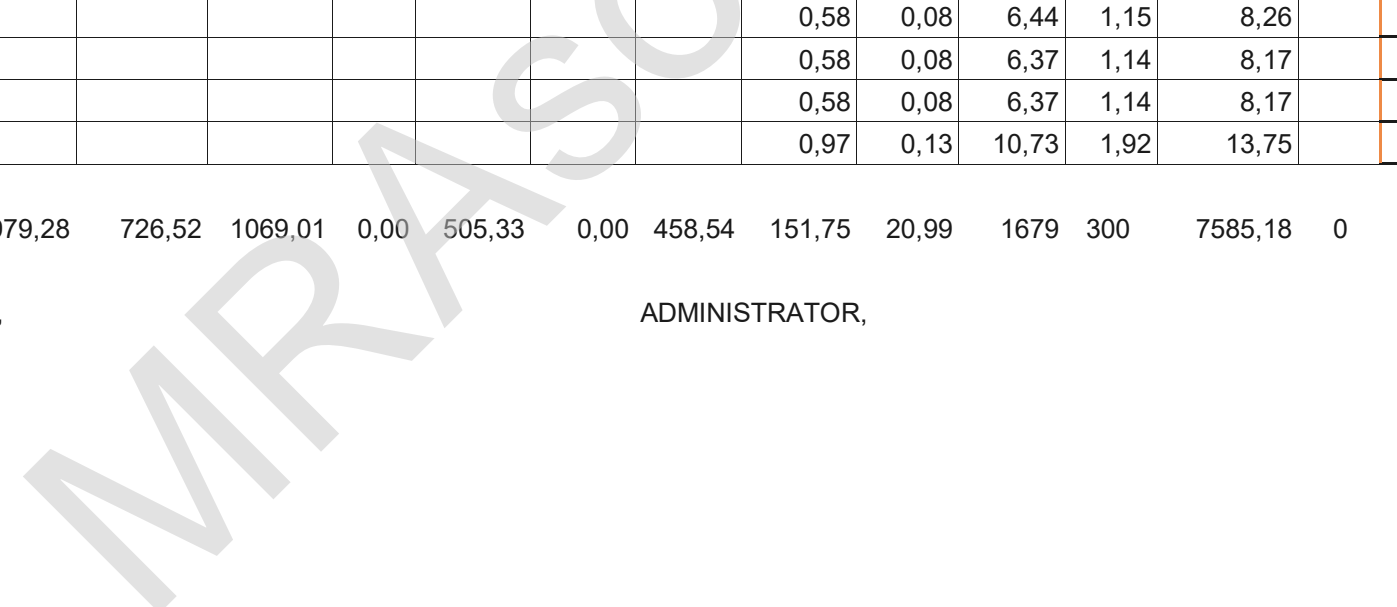 0,58 0,08 6,44 1,15 8,26
0,58 0,08 6,37 1,14 8,17
0,58 0,08 6,37 1,14 8,17
0,97 0,13 10,73 1,92 13,75
079,28 726,52 1069,01 0,00 505,33 0,00 458,54 151,75 20,99 1679 300 7585,18 0
, ADMINISTRATOR,
MRASO